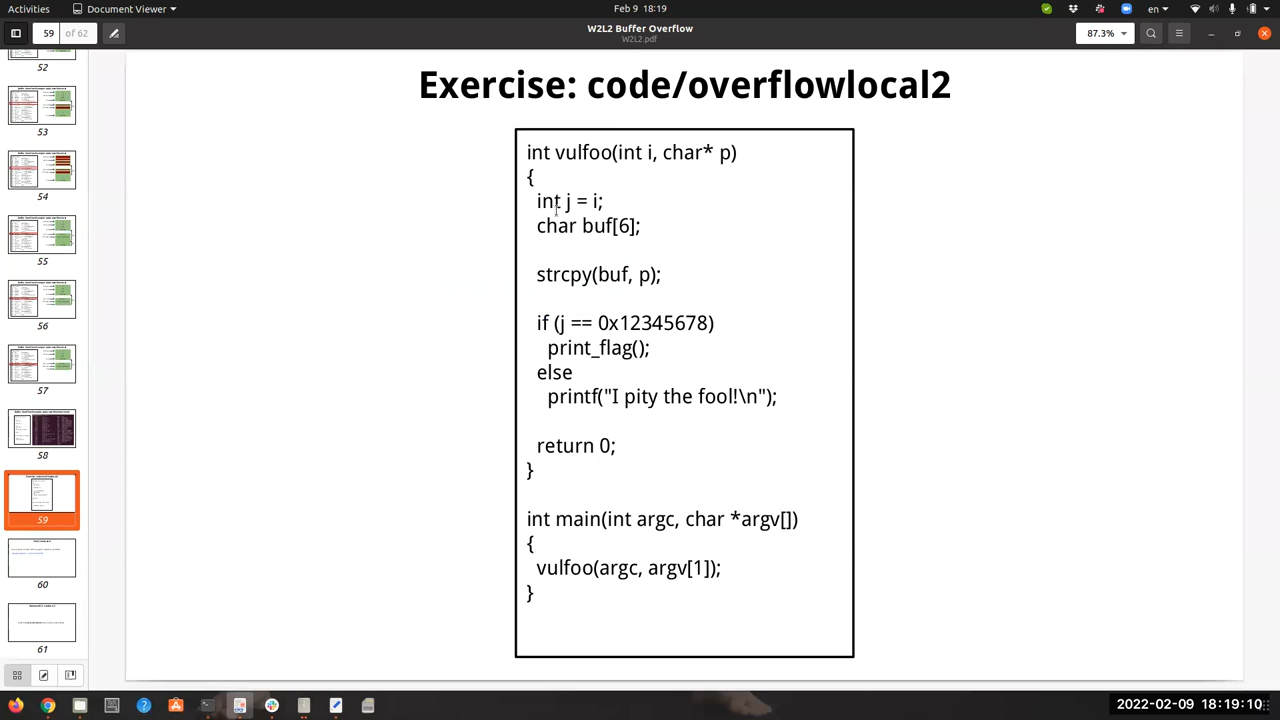 Activities
Document Viewer
Feb 9 18:19
en
59
of 62
W2L2 Buffer Overflow
W2L2.pdf
87.3%
52
53
54
55
56
57
58
59
60
61
Exercise: code/overflowlocal2
int vulfoo(int i, char* p)
{
int j = i;
char buf[6];
strcpy(buf, p);
if (j == 0x12345678)
print_flag();
else
printf("I pity the fool!\n");
return 0;
}
int main(int argc, char *argv[])
{
vulfoo(argc, argv[1]);
}
2022-02-09 18:19:10